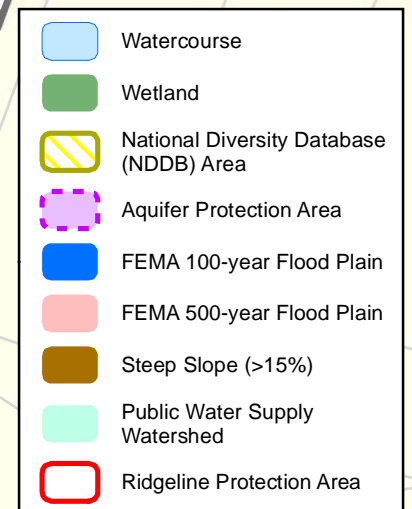 Watercourse
Wetland
National Diversity Database
(NDDB) Area
Aquifer Protection Area
FEMA 100-year Flood Plain
FEMA 500-year Flood Plain
Steep Slope (>15%)
Public Water Supply
Watershed
Ridgeline Protection Area